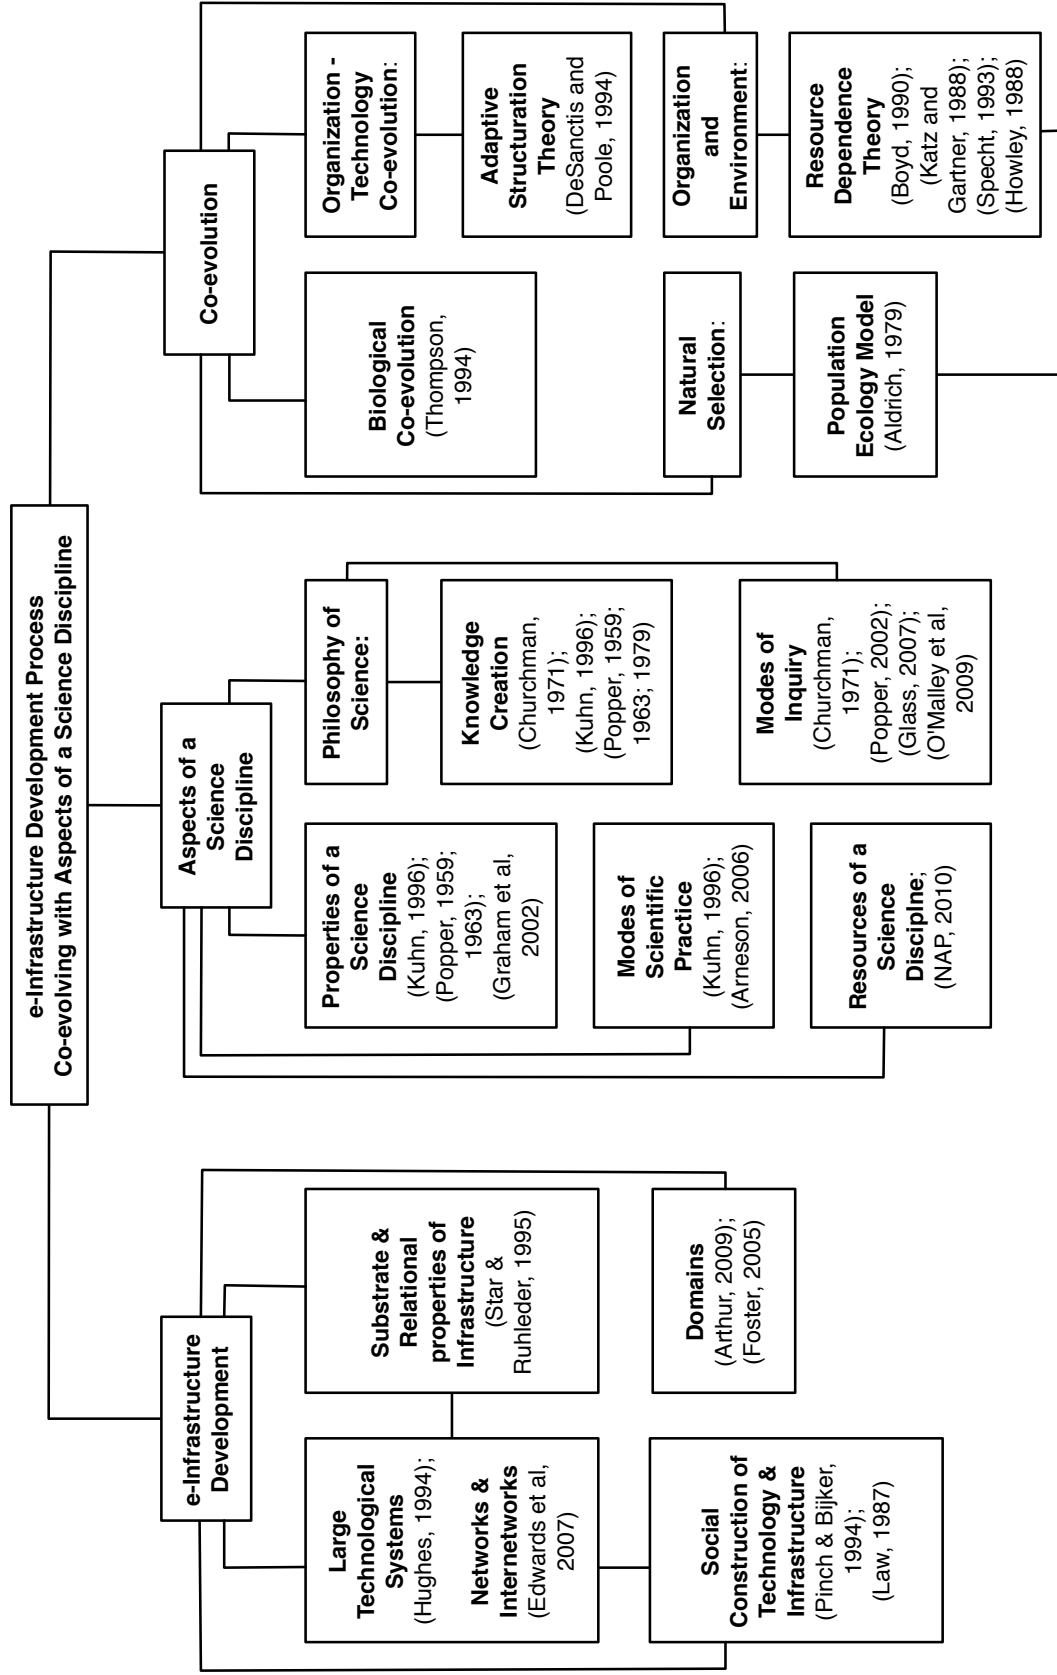 e-Infrastructure Development Process
Co-evolving with Aspects of a Science Discipline
e-Infrastructure
Development
Large
Technological
Systems
(Hughes, 1994);
Networks &
Internetworks
(Edwards et al,
2007)
Substrate &
Relational
properties of
Infrastructure
(Star &
Ruhleder, 1995)
Social
Construction of
Technology &
Infrastructure
(Pinch & Bijker,
1994);
(Law, 1987)
Domains
(Arthur, 2009);
(Foster, 2005)
Aspects of a
Science
Discipline
Properties of a
Science
Discipline
(Kuhn, 1996);
(Popper, 1959;
1963);
(Graham et al,
2002)
Modes of
Scientific
Practice
(Kuhn, 1996);
(Arneson, 2006)
Resources of a
Science
Disciplne;
(NAP, 2010)
Philosophy of
Science:
Knowledge
Creation
(Churchman,
1971);
(Kuhn, 1996);
(Popper, 1959;
1963; 1979)
Modes of
Inquiry
(Churchman,
1971);
(Popper, 2002);
(Glass, 2007);
(O'Malley et al,
2009)
Co-evolution
Biological
Co-evolution
(Thompson,
1994)
Natural
Selection:
Population
Ecology Model
(Aldrich, 1979)
Organization -
Technology
Co-evolution:
Adaptive
Structuration
Theory
(DeSanctis and
Poole, 1994)
Organization
and
Environment:
Resource
Dependence
Theory
(Boyd, 1990);
(Katz and
Gartner, 1988);
(Specht, 1993);
(Howley, 1988)